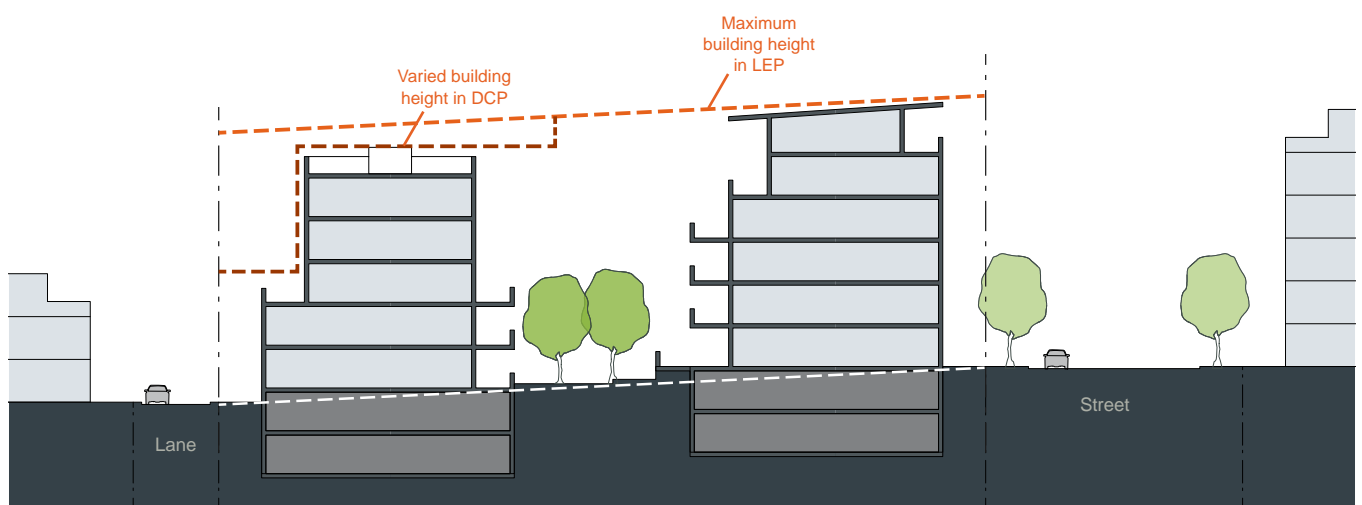 Maximum
building height
in LEP
Varied building
height in DCP
Lane
Street